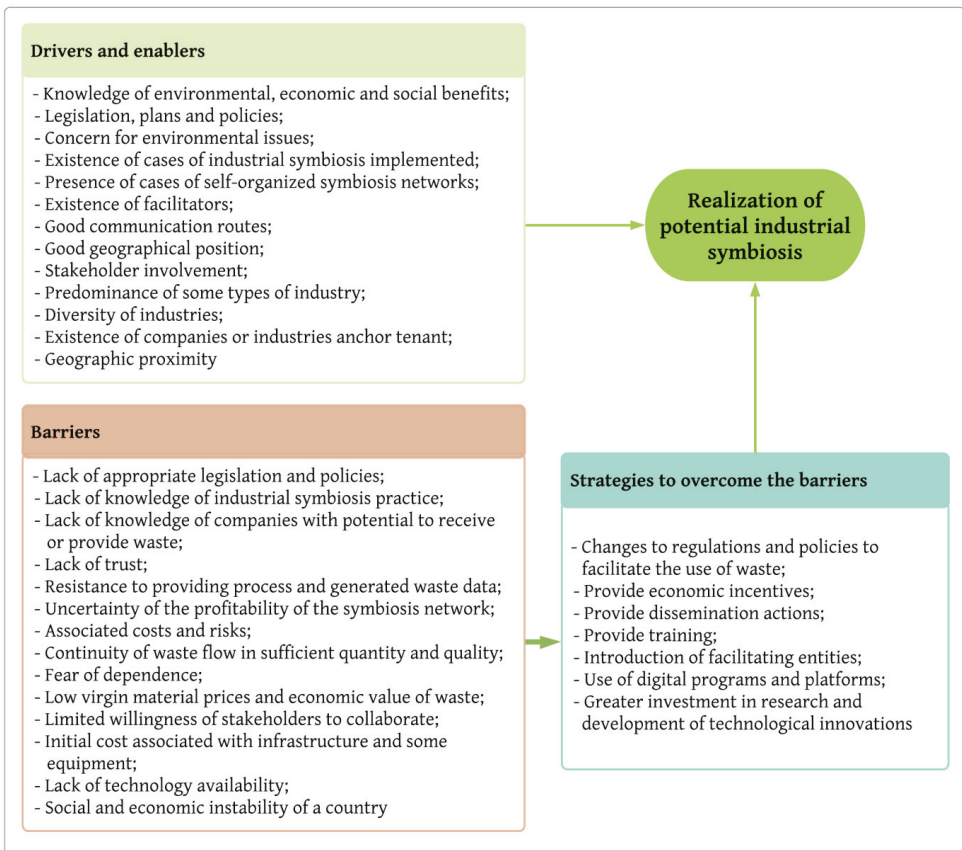 Drivers and enablers
- Knowledge of environmental, economic and social benefits;
- Legislation, plans and policies;
- Concern for environmental issues;
- Existence of cases of industrial symbiosis implemented;
- Presence of cases of self-organized symbiosis networks;
- Existence of facilitators;
- Good communication routes;
- Good geographical position;
- Stakeholder involvement;
- Predominance of some types of industry;
- Diversity of industries;
- Existence of companies or industries anchor tenant;
- Geographic proximity
Realization of
potential industrial
symbiosis
Barriers
- Lack of appropriate legislation and policies;
- Lack of knowledge of industrial symbiosis practice;
- Lack of knowledge of companies with potential to receive
or provide waste;
- Lack of trust;
- Resistance to providing process and generated waste data;
- Uncertainty of the profitability of the symbiosis network;
- Associated costs and risks;
- Continuity of waste flow in sufficient quantity and quality;
- Fear of dependence;
- Low virgin material prices and economic value of waste;
- Limited willingness of stakeholders to collaborate;
- Initial cost associated with infrastructure and some
equipment;
- Lack of technology availability;
- Social and economic instability of a country
Strategies to overcome the barriers
- Changes to regulations and policies to
facilitate the use of waste;
- Provide economic incentives;
- Provide dissemination actions;
- Provide training;
- Introduction of facilitating entities;
- Use of digital programs and platforms;
- Greater investment in research and
development of technological innovations